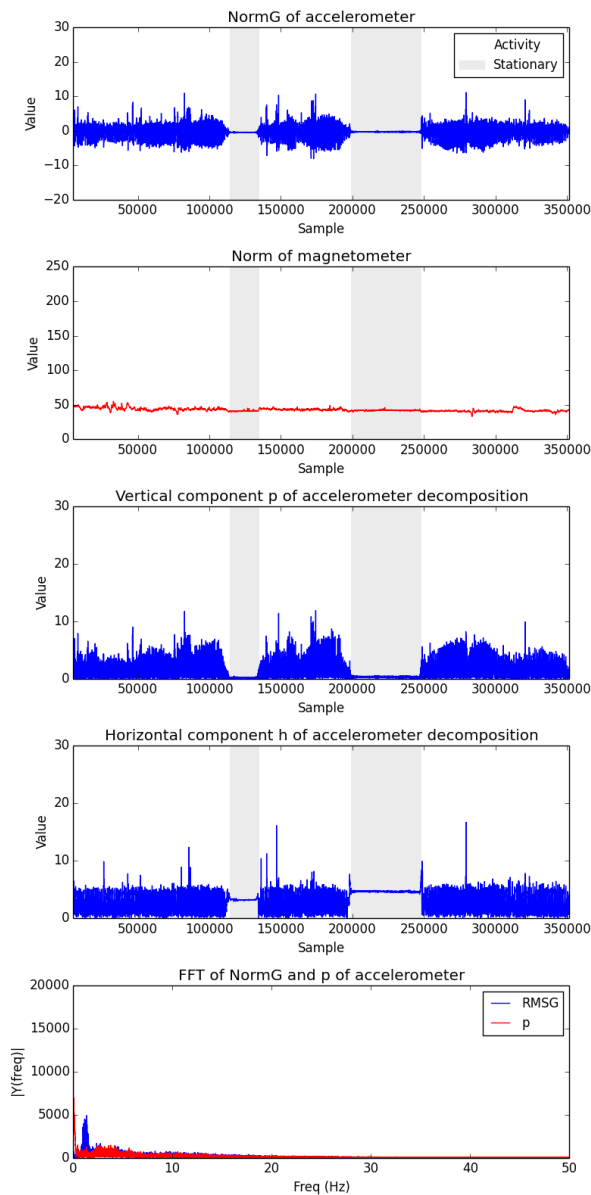 NormG of accelerometer
30
20
10
0
−10
−20
Value
Activity
Stationary
50000 100000 150000 200000 250000 300000 350000
Sample
Norm of magnetometer
250
200
150
100
50
0
Value
50000 100000 150000 200000 250000 300000 350000
Sample
Vertical component p of accelerometer decomposition
30
20
10
0
Value
50000 100000 150000 200000 250000 300000 350000
Sample
Horizontal component h of accelerometer decomposition
30
20
10
0
Value
50000 100000 150000 200000 250000 300000 350000
Sample
FFT of NormG and p of accelerometer
20000
15000
10000
5000
0
|Y(freq)|
RMSG
p
0 10 20 30 40 50
Freq (Hz)